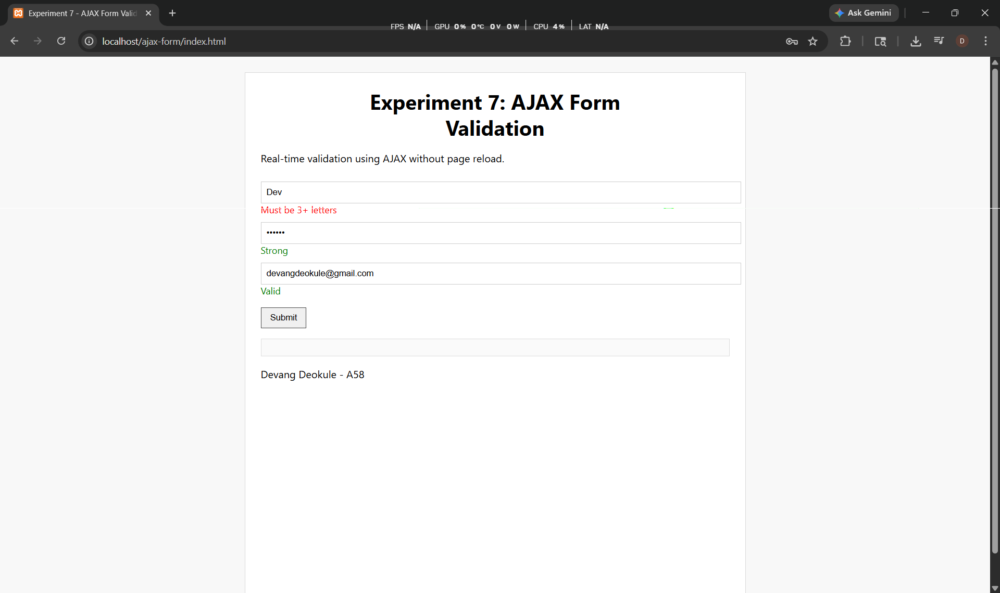 Experiment 7 - AJAX Form Valid
Ask Gemini
FPS N/A GPU 0% 0°C 0V 0W CPU 4% LAT N/A
localhost/ajax-form/index.html
D
Experiment 7: AJAX Form
Validation
Real-time validation using AJAX without page reload.
Dev
Must be 3+ letters
••••••
Strong
devangdeokule@gmail.com
Valid
Submit
Devang Deokule - A58